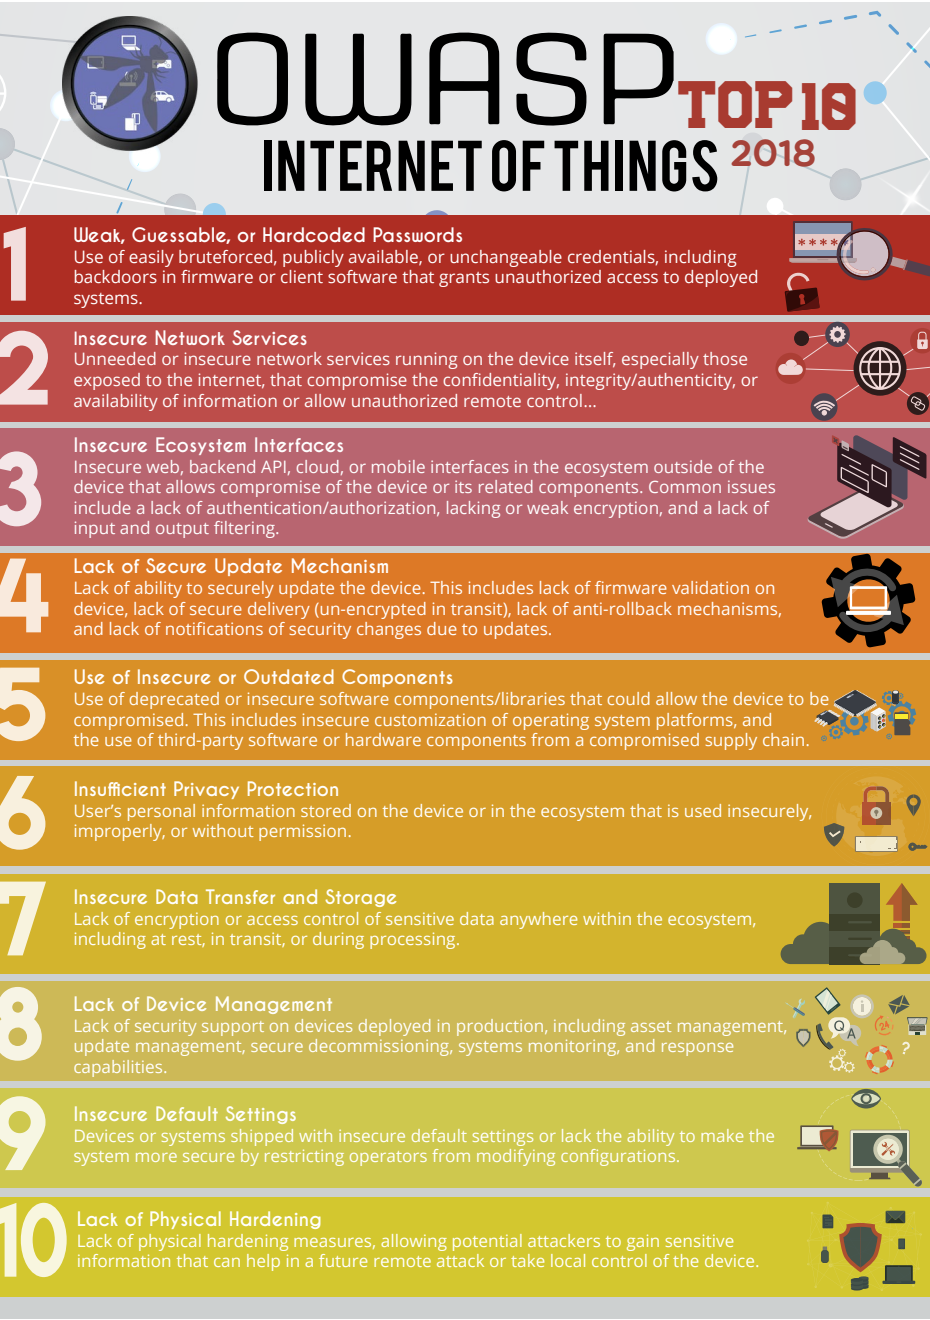 OWASP TOP 10
INTERNET OF THINGS 2018
1
Weak, Guessable, or Hardcoded Passwords
Use of easily bruteforced, publicly available, or unchangeable credentials, including
backdoors in firmware or client software that grants unauthorized access to deployed
systems.
****
2
Insecure Network Services
Unneeded or insecure network services running on the device itself, especially those
exposed to the internet, that compromise the confidentiality, integrity/authenticity, or
availability of information or allow unauthorized remote control...
3
Insecure Ecosystem Interfaces
Insecure web, backend API, cloud, or mobile interfaces in the ecosystem outside of the
device that allows compromise of the device or its related components. Common issues
include a lack of authentication/authorization, lacking or weak encryption, and a lack of
input and output filtering.
4
Lack of Secure Update Mechanism
Lack of ability to securely update the device. This includes lack of firmware validation on
device, lack of secure delivery (un-encrypted in transit), lack of anti-rollback mechanisms,
and lack of notifications of security changes due to updates.
5
Use of Insecure or Outdated Components
Use of deprecated or insecure software components/libraries that could allow the device to be
compromised. This includes insecure customization of operating system platforms, and
the use of third-party software or hardware components from a compromised supply chain.
6
Insufficient Privacy Protection
User’s personal information stored on the device or in the ecosystem that is used insecurely,
improperly, or without permission.
7
Insecure Data Transfer and Storage
Lack of encryption or access control of sensitive data anywhere within the ecosystem,
including at rest, in transit, or during processing.
8
Lack of Device Management
Lack of security support on devices deployed in production, including asset management,
update management, secure decommissioning, systems monitoring, and response
capabilities.
i
Q A
24
?
9
Insecure Default Settings
Devices or systems shipped with insecure default settings or lack the ability to make the
system more secure by restricting operators from modifying configurations.
10
Lack of Physical Hardening
Lack of physical hardening measures, allowing potential attackers to gain sensitive
information that can help in a future remote attack or take local control of the device.